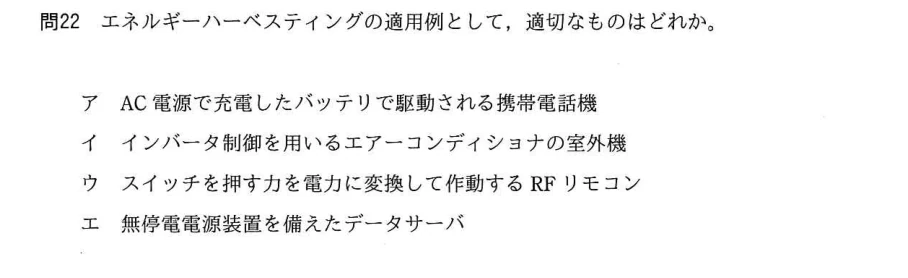 問22 エネルギーハーベスティングの適用例として，適切なものはどれか。
ア AC 電源で充電したバッテリで駆動される携帯電話機
イ インバータ制御を用いるエアーコンディショナの室外機
ウ スイッチを押す力を電力に変換して作動する RF リモコン
エ 無停電電源装置を備えたデータサーバ